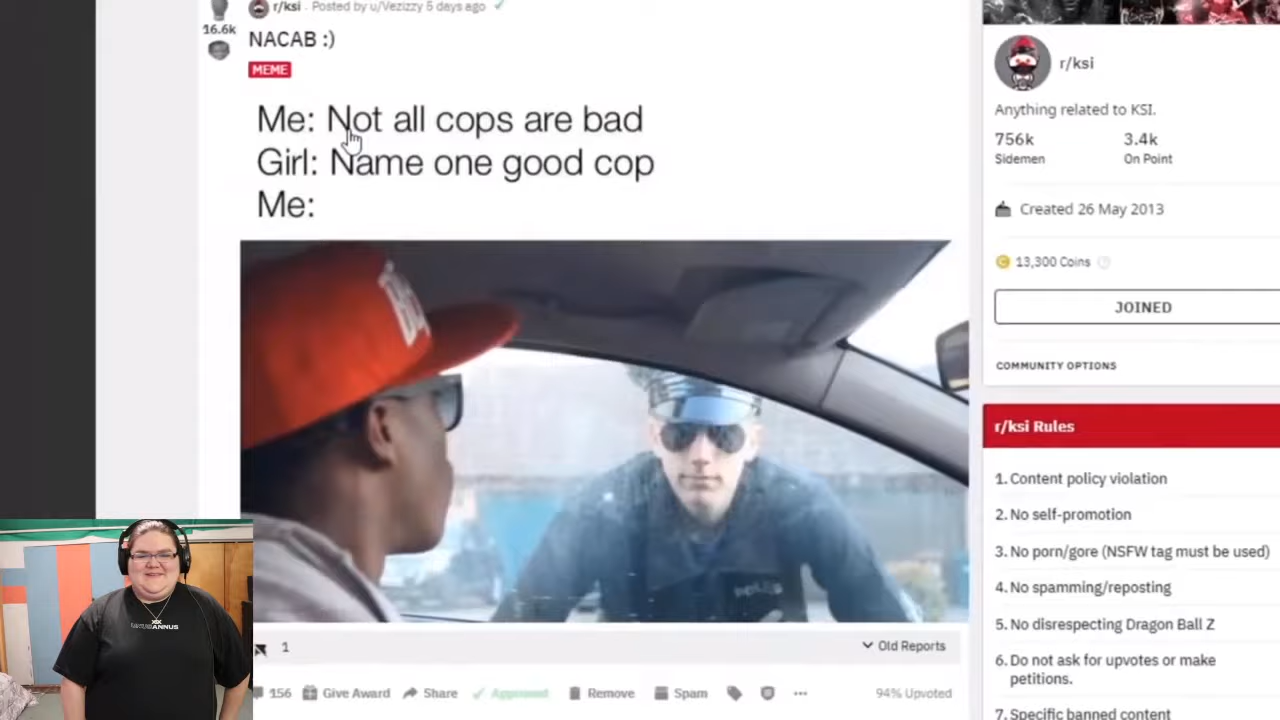 r/ksi · Posted by u/Vezizzy 5 days ago
16.6k
NACAB :)
MEME
Me: Not all cops are bad
Girl: Name one good cop
Me:
POLICE
1
Old Reports
156
Give Award
Share
Approved
Remove
Spam
94% Upvoted
r/ksi
Anything related to KSI.
756k
3.4k
Sidemen
On Point
Created 26 May 2013
13,300 Coins
JOINED
COMMUNITY OPTIONS
r/ksi Rules
1. Content policy violation
2. No self-promotion
3. No porn/gore (NSFW tag must be used)
4. No spamming/reposting
5. No disrespecting Dragon Ball Z
6. Do not ask for upvotes or make
petitions.
7. Specific banned content